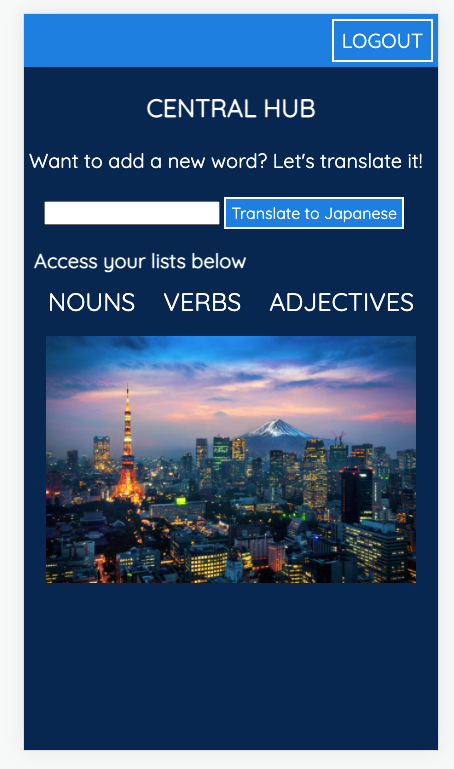 LOGOUT
CENTRAL HUB
Want to add a new word? Let's translate it!
Translate to Japanese
Access your lists below
NOUNS VERBS ADJECTIVES